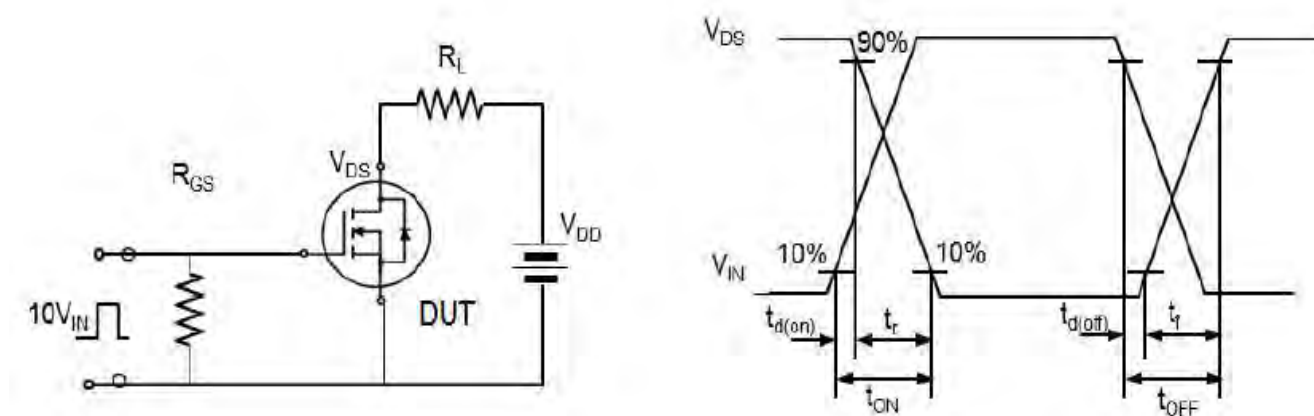 R_L
V_DS
R_GS
V_DD
10V_IN
DUT
V_DS
90%
V_IN
10%
10%
t_d(on)
t_r
t_d(off)
t_f
t_ON
t_OFF